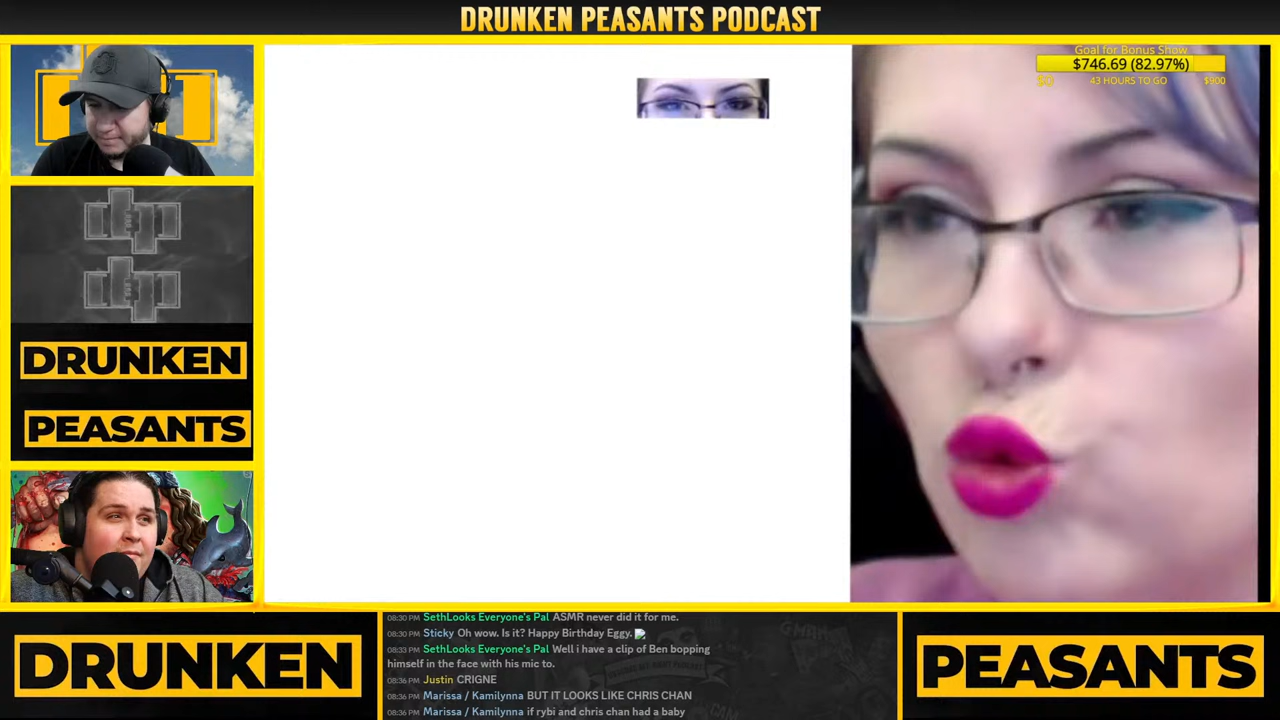 DRUNKEN PEASANTS PODCAST
Goal for Bonus Show
$746.69 (82.97%)
$0 43 HOURS TO GO $900
DRUNKEN
PEASANTS
08:30 PM SethLooks Everyone's Pal ASMR never did it for me.
08:30 PM Sticky Oh wow. Is it? Happy Birthday Eggy.
08:33 PM SethLooks Everyone's Pal Well i have a clip of Ben bopping
himself in the face with his mic to.
08:36 PM Justin CRIGNE
08:36 PM Marissa / Kamilynna BUT IT LOOKS LIKE CHRIS CHAN
08:36 PM Marissa / Kamilynna if rybi and chris chan had a baby
DRUNKEN
PEASANTS